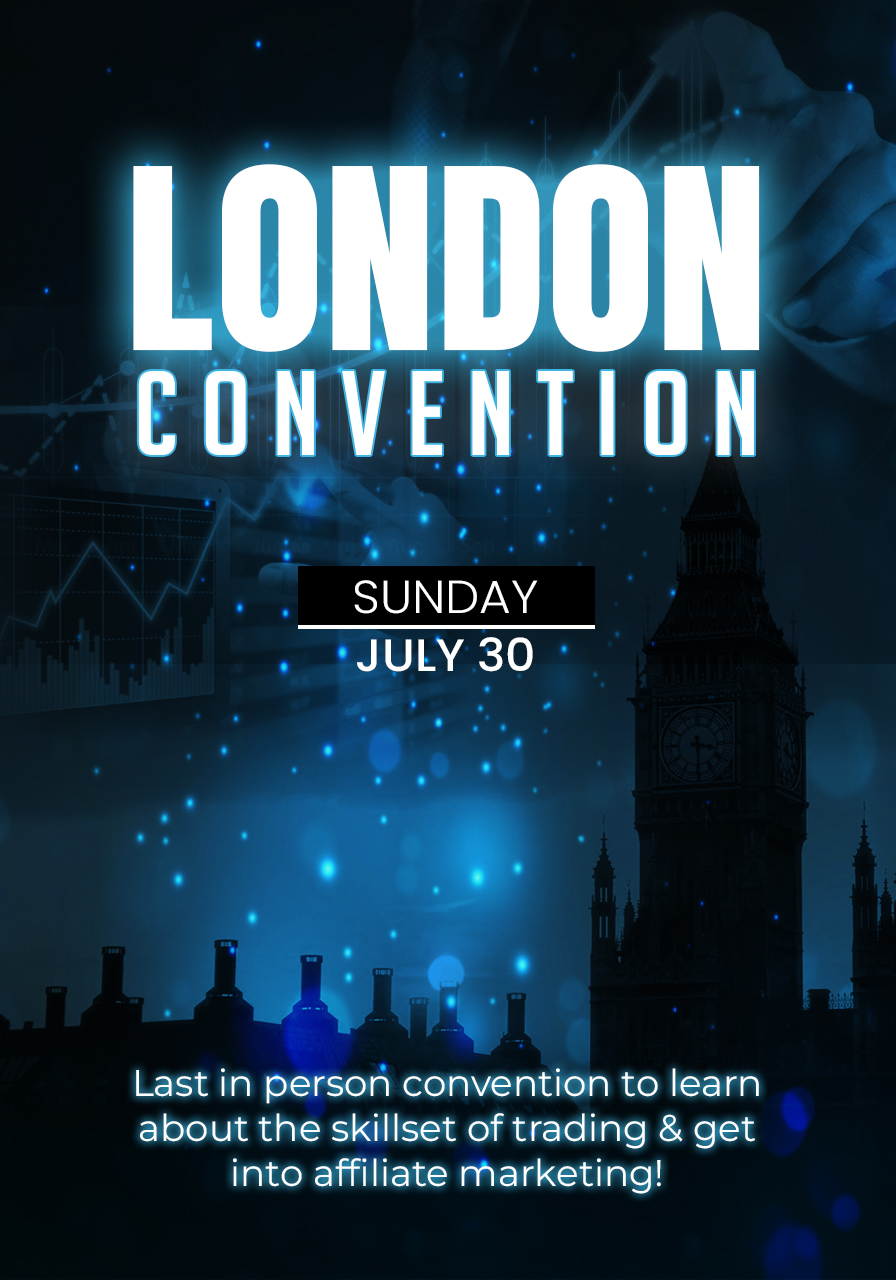 LONDON
CONVENTION
SUNDAY
JULY 30
Last in person convention to learn
about the skillset of trading & get
into affiliate marketing!